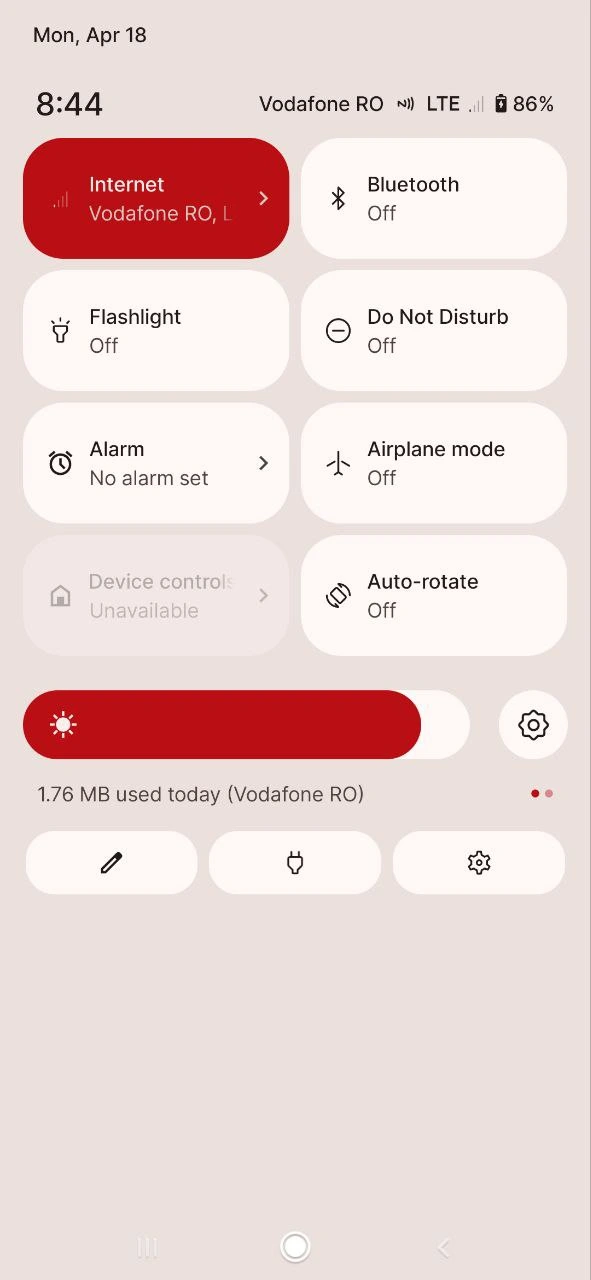 Mon, Apr 18
8:44
Vodafone RO LTE 86%
Internet
Vodafone RO, L
Bluetooth
Off
Flashlight
Off
Do Not Disturb
Off
Alarm
No alarm set
Airplane mode
Off
Device controls
Unavailable
Auto-rotate
Off
1.76 MB used today (Vodafone RO)